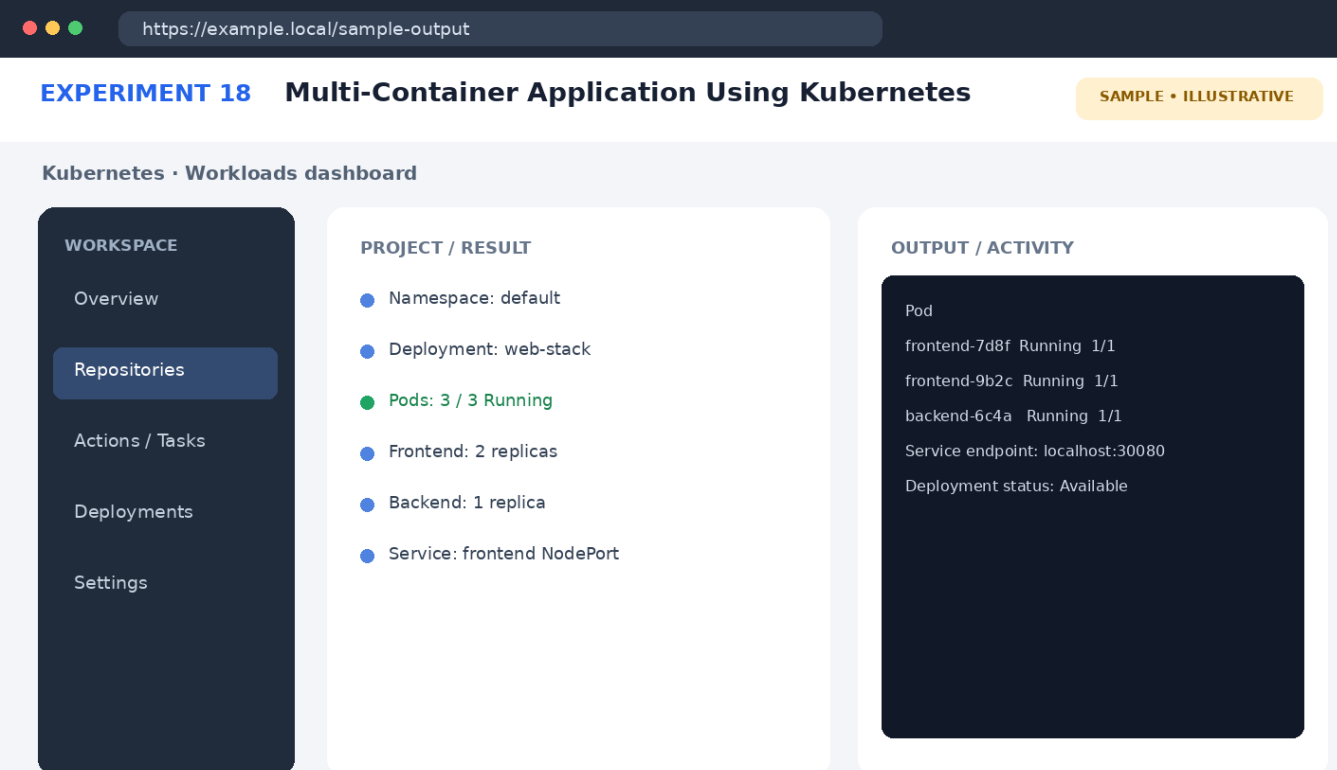 https://example.local/sample-output
EXPERIMENT 18
Multi-Container Application Using Kubernetes
SAMPLE • ILLUSTRATIVE
Kubernetes · Workloads dashboard
WORKSPACE
Overview
Repositories
Actions / Tasks
Deployments
Settings
PROJECT / RESULT
Namespace: default
Deployment: web-stack
Pods: 3 / 3 Running
Frontend: 2 replicas
Backend: 1 replica
Service: frontend NodePort
OUTPUT / ACTIVITY
Pod
frontend-7d8f  Running  1/1
frontend-9b2c  Running  1/1
backend-6c4a   Running  1/1
Service endpoint: localhost:30080
Deployment status: Available